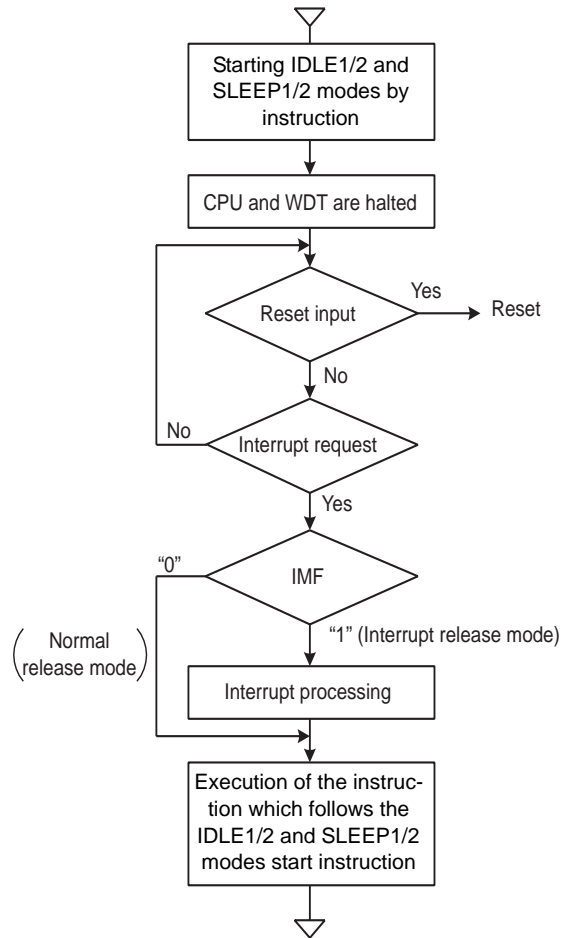 Starting IDLE1/2 and
SLEEP1/2 modes by
instruction
CPU and WDT are halted
Reset input
Yes
Reset
No
No
Interrupt request
Yes
“0”
IMF
Normal
release mode
“1” (Interrupt release mode)
Interrupt processing
Execution of the instruc-
tion which follows the
IDLE1/2 and SLEEP1/2
modes start instruction